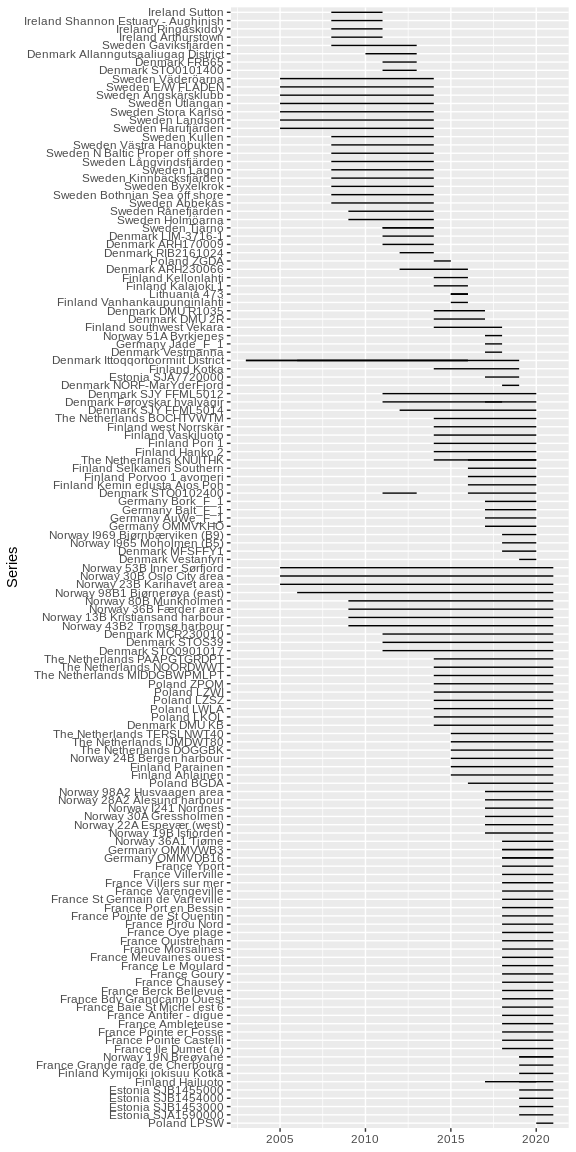 Ireland Sutton
Ireland Shannon Estuary - Aughinish
Ireland Ringaskiddy
Ireland Arthurstown
Sweden Gaviksfjärden
Denmark Allanngutsaaliugaq District
Denmark FRB65
Denmark STO0101400
Sweden Väderöarna
Sweden E/W FLADEN
Sweden Ängskärsklubb
Sweden Utlängan
Sweden Stora Karlsö
Sweden Landsort
Sweden Harufjärden
Sweden Kullen
Sweden Västra Hanöbukten
Sweden N Baltic Proper off shore
Sweden Långvindsfjärden
Sweden Lagnö
Sweden Kinnbäcksfjärden
Sweden Byxelkrok
Sweden Bothnian Sea off shore
Sweden Abbekås
Sweden Rånefjärden
Sweden Holmöarna
Sweden Tjärnö
Denmark LIM-3716-1
Denmark ARH170009
Denmark RIB2161024
Poland ZGDA
Denmark ARH230066
Finland Kellonlahti
Finland Kalajoki 1
Lithuania 473
Finland Vanhankaupunginlahti
Denmark DMU R1035
Denmark DMU 2R
Finland southwest Vekara
Norway 51A Byrkjenes
Germany Jade_F_1
Denmark Vestmanna
Denmark Ittoqqortoormiit District
Finland Kotka
Estonia SJA7720000
Denmark NORF-MarYderFjord
Denmark SJY FFML5012
Denmark Føroyskar hvalvágir
Denmark SJY FFML5014
The Netherlands BOCHTVWTM
Finland west Norrskär
Finland Vaskiluoto
Finland Pori 1
Finland Hanko 2
The Netherlands KNUITHK
Finland Selkämeri Southern
Finland Porvoo 1 avomeri
Finland Kemin edusta Ajos Poh
Denmark STO0102400
Germany Bork_F_1
Germany Balt_F_1
Germany AuWe_F_1
Germany OMMVKHO
Norway I969 Bjørnbærviken (B9)
Norway I965 Moholmen (B5)
Denmark MFSFFY1
Denmark Vestanfyri
Norway 53B Inner Sørfjord
Norway 30B Oslo City area
Norway 23B Karihavet area
Norway 98B1 Bjørnerøya (east)
Norway 80B Munkholmen
Norway 36B Færder area
Norway 13B Kristiansand harbour
Norway 43B2 Tromsø harbour
Denmark MCR230010
Denmark STOS39
Denmark STO0901017
The Netherlands PAAPGTGRDPT
The Netherlands NOORDWWT
The Netherlands MIDDGBWPMLPT
Poland ZPOM
Poland LZWI
Poland LZSZ
Poland LWLA
Poland LKOL
Denmark DMU KB
The Netherlands TERSLNWT40
The Netherlands IJMDWT80
The Netherlands DOGGBK
Norway 24B Bergen harbour
Finland Parainen
Finland Ahlainen
Poland BGDA
Norway 98A2 Husvaagen area
Norway 28A2 Ålesund harbour
Norway I241 Nordnes
Norway 30A Gressholmen
Norway 22A Espevær (west)
Norway 19B Isfjorden
Norway 36A1 Tjøme
Germany OMMVWB3
Germany OMMVDB16
France Yport
France Villerville
France Villers sur mer
France Varengeville
France St Germain de Varreville
France Port en Bessin
France Pointe de St Quentin
France Pirou Nord
France Oye plage
France Ouistreham
France Morsalines
France Meuvaines ouest
France Le Moulard
France Goury
France Chausey
France Berck Bellevue
France Bdv Grandcamp Ouest
France Baie St Michel est 6
France Antifer - digue
France Ambleteuse
France Pointe er Fosse
France Pointe Castelli
France Ile Dumet (a)
Norway 19N Breøyane
France Grande rade de Cherbourg
Finland Kymijoki jokisuu Kotka
Finland Hailuoto
Estonia SJB1455000
Estonia SJB1454000
Estonia SJB1453000
Estonia SJA1590000
Poland LPSW
Series
2005 2010 2015 2020